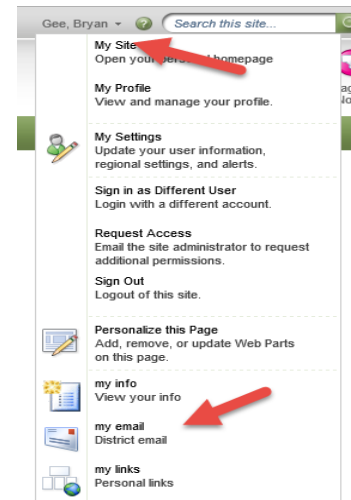 Gee, Bryan
Search this site...
My Site
Open your personal homepage
My Profile
View and manage your profile.
My Settings
Update your user information,
regional settings, and alerts.
Sign in as Different User
Login with a different account.
Request Access
Email the site administrator to request
additional permissions.
Sign Out
Logout of this site.
Personalize this Page
Add, remove, or update Web Parts
on this page.
my info
View your info
my email
District email
my links
Personal links